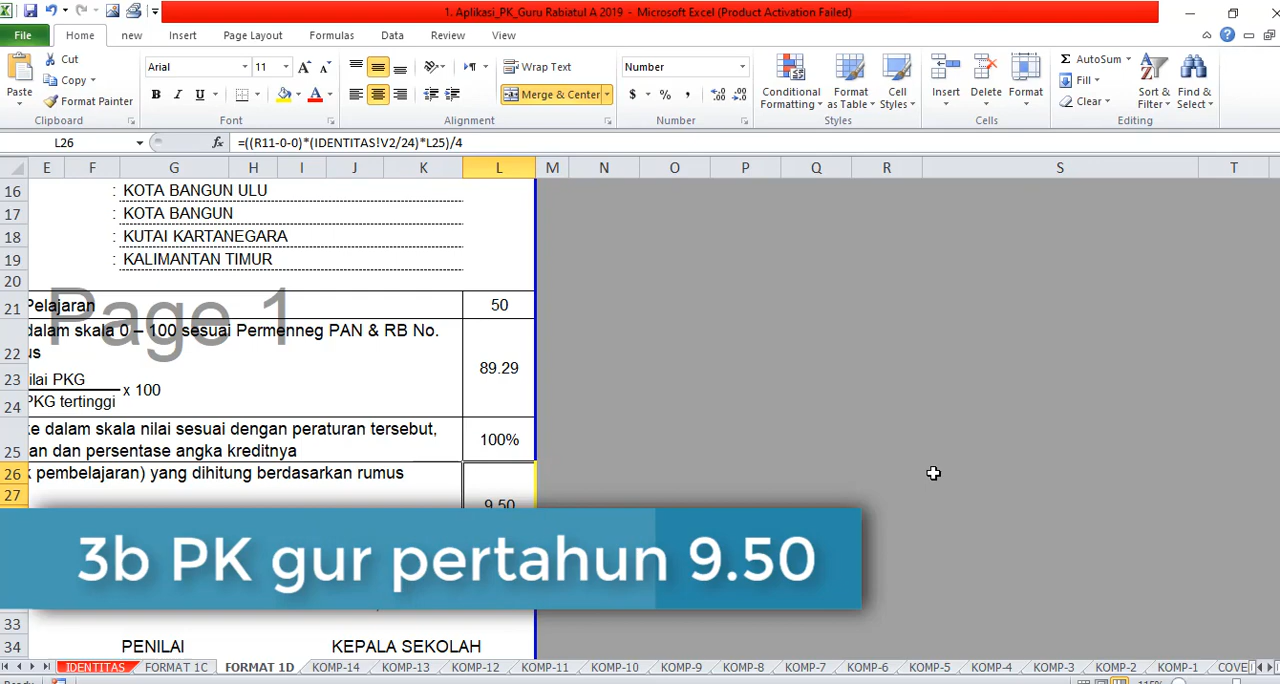 1. Aplikasi_PK_Guru Rabiatul A 2019 - Microsoft Excel (Product Activation Failed)
File Home new Insert Page Layout Formulas Data Review View
Paste Cut Copy Format Painter Clipboard
Arial 11 B I U Font
Wrap Text Merge & Center Alignment
Number $ % , Number
Conditional Formatting Format as Table Cell Styles Styles
Insert Delete Format Cells
AutoSum Fill Clear Sort & Filter Find & Select Editing
L26 fx =((R11-0-0)*(IDENTITAS!V2/24)*L25)/4
E F G H I J K L M N O P Q R S T
16 : KOTA BANGUN ULU
17 : KOTA BANGUN
18 : KUTAI KARTANEGARA
19 : KALIMANTAN TIMUR
20
Page 1
21 Pelajaran 50
dalam skala 0 – 100 sesuai Permenneg PAN & RB No.
22 us
89.29
23 ilai PKG x 100
24 PKG tertinggi
ke dalam skala nilai sesuai dengan peraturan tersebut,
25 an dan persentase angka kreditnya 100%
26 k pembelajaran) yang dihitung berdasarkan rumus
27 9.50
3b PK gur pertahun 9.50
33
34 PENILAI KEPALA SEKOLAH
IDENTITAS FORMAT 1C FORMAT 1D KOMP-14 KOMP-13 KOMP-12 KOMP-11 KOMP-10 KOMP-9 KOMP-8 KOMP-7 KOMP-6 KOMP-5 KOMP-4 KOMP-3 KOMP-2 KOMP-1 COVE
115%